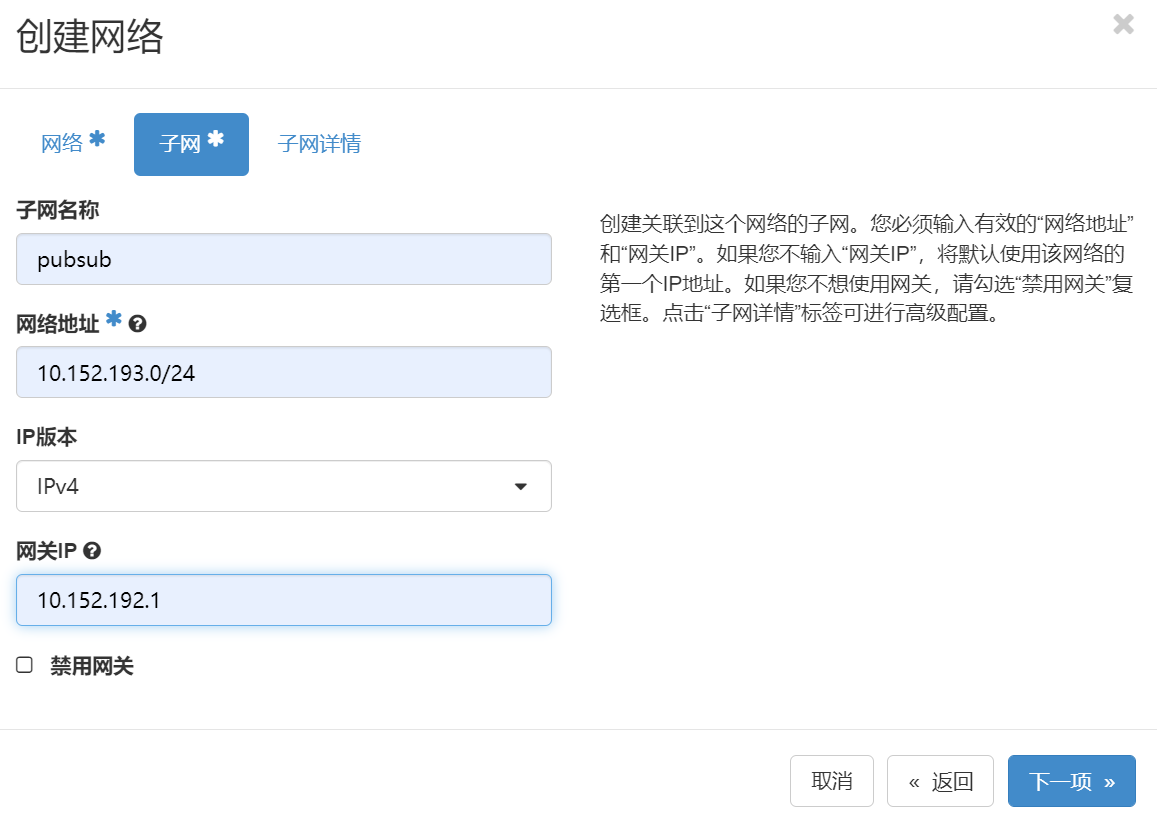 创建网络
网络 * 子网 * 子网详情
子网名称
pubsub
网络地址 *
10.152.193.0/24
IP版本
IPv4
网关IP
10.152.192.1
禁用网关
创建关联到这个网络的子网。您必须输入有效的“网络地址”
和“网关IP”。如果您不输入“网关IP”，将默认使用该网络的
第一个IP地址。如果您不想使用网关，请勾选“禁用网关”复
选框。点击“子网详情”标签可进行高级配置。
取消 « 返回 下一项 »